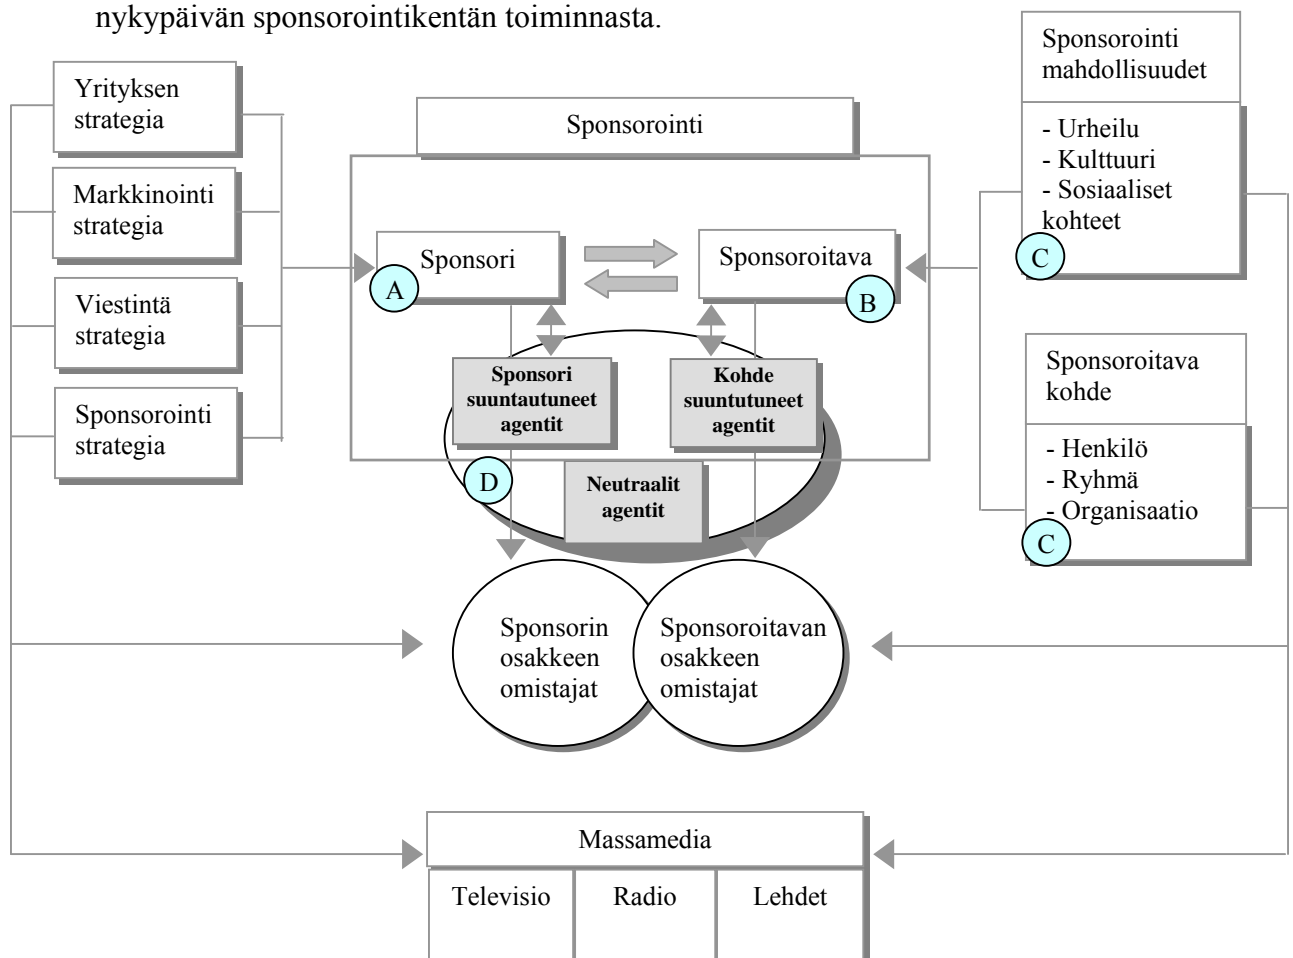 nykypäivän sponsorointikentän toiminnasta.
Yrityksen
strategia
Markkinointi
strategia
Viestintä
strategia
Sponsorointi
strategia
Sponsorointi
Sponsori
A
Sponsoroitava
B
Sponsori
suuntautuneet
agentit
Kohde
suuntutuneet
agentit
D
Neutraalit
agentit
Sponsorin
osakkeen
omistajat
Sponsoroitavan
osakkeen
omistajat
Sponsorointi
mahdollisuudet
- Urheilu
- Kulttuuri
- Sosiaaliset
kohteet
C
Sponsoroitava
kohde
- Henkilö
- Ryhmä
- Organisaatio
C
Massamedia
Televisio
Radio
Lehdet